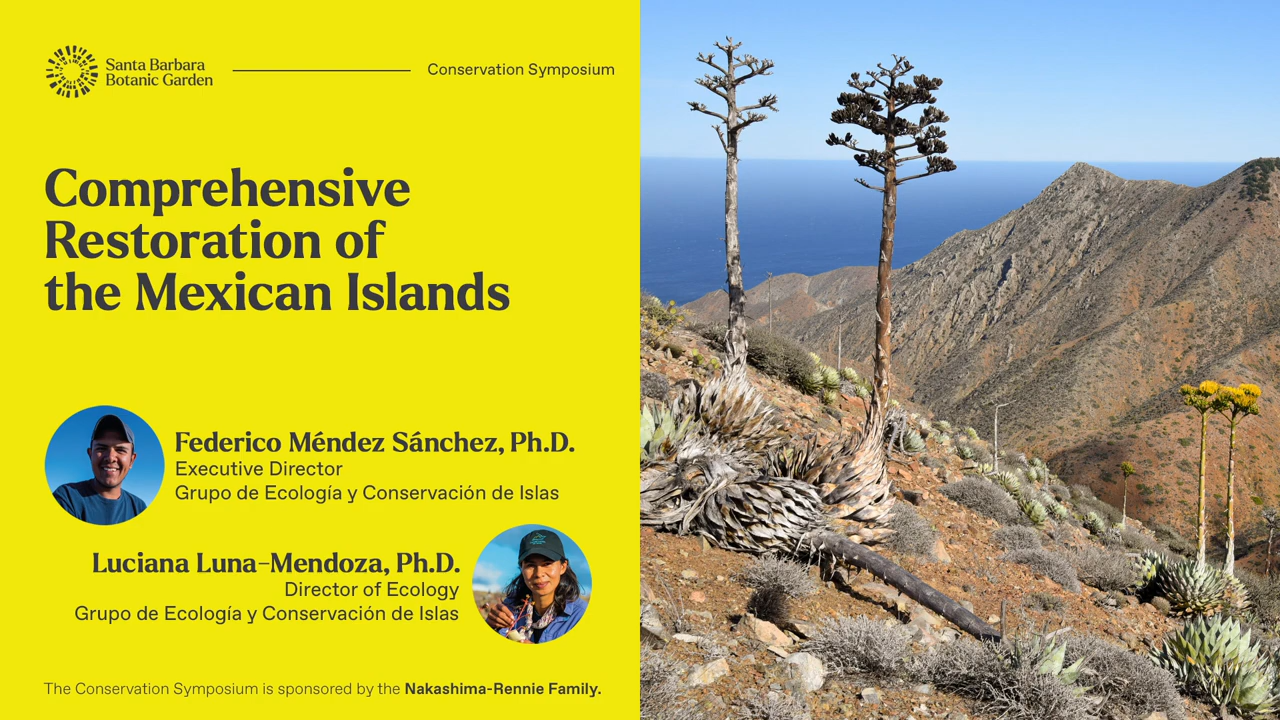 Santa Barbara
Botanic Garden
Conservation Symposium
Comprehensive
Restoration of
the Mexican Islands
Federico Méndez Sánchez, Ph.D.
Executive Director
Grupo de Ecología y Conservación de Islas
Luciana Luna-Mendoza, Ph.D.
Director of Ecology
Grupo de Ecología y Conservación de Islas
The Conservation Symposium is sponsored by the Nakashima-Rennie Family.